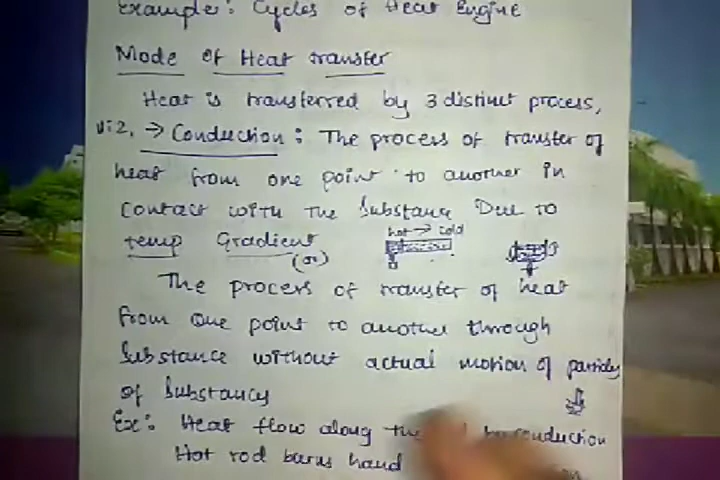 Example: Cycles of Heat Engine
Mode of Heat transfer
Heat is transferred by 3 distinct process,
viz, → Conduction: The process of transfer of
heat from one point to another in
Contact with the Substance Due to
temp Gradient
hot → cold
(or)
The process of transfer of heat
from one point to another through
Substance without actual motion of particles
of Substances
Ex: Heat flow along the by conduction
Hot rod burns hand